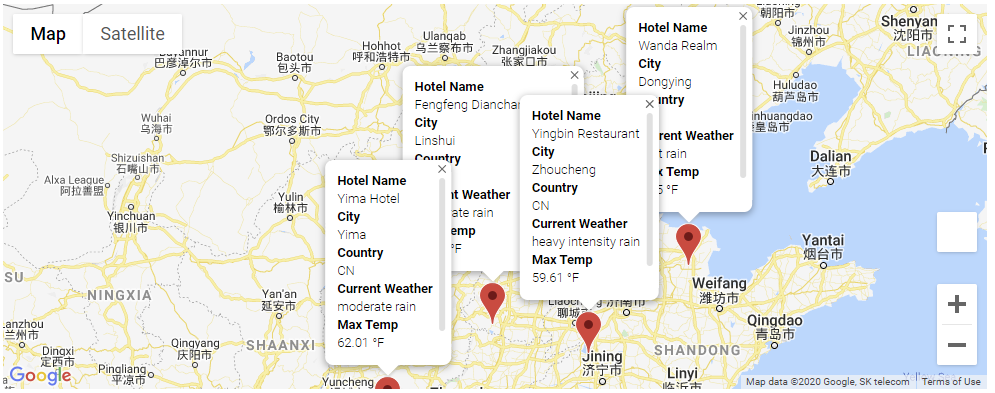 Map
Satellite
Hotel Name
Wanda Realm
City
Dongying
Country
rrent Weather
rain
x Temp
5 °F
Hotel Name
Fengfeng Dianchan
City
Linshui
Country
nt Weather
rate rain
emp
°F
Hotel Name
Yingbin Restaurant
City
Zhoucheng
Country
CN
Current Weather
heavy intensity rain
Max Temp
59.61 °F
Hotel Name
Yima Hotel
City
Yima
Country
CN
Current Weather
moderate rain
Max Temp
62.01 °F
Bayannur
巴彦淖尔市
Baotou
包头市
Hohhot
呼和浩特市
Ulanqab
乌兰察布市
Zhangjiakou
张家口市
Chaoyang
朝阳市
Jinzhou
锦州市
Shenyang
沈阳市
LIAONING
Huludao
葫芦岛市
inhuangdao
秦皇岛市
Wuhai
乌海市
Ordos City
鄂尔多斯市
Shizuishan
石嘴山市
Alxa League
阿拉善盟
Yinchuan
银川市
Yulin
榆林市
Dalian
大连市
Yantai
烟台市
SU
NINGXIA
Yan'an
延安市
Weifang
潍坊市
Liaocheng
聊城市
济南市
Lanzhou
兰州市
Qingyang
庆阳市
SHAANXI
Qingdao
青岛市
Dingxi
定西市
Pingliang
平凉市
Jining
济宁市
SHANDONG
Linyi
临沂市
Yuncheng
Google
Map data ©2020 Google, SK telecom
Terms of Use